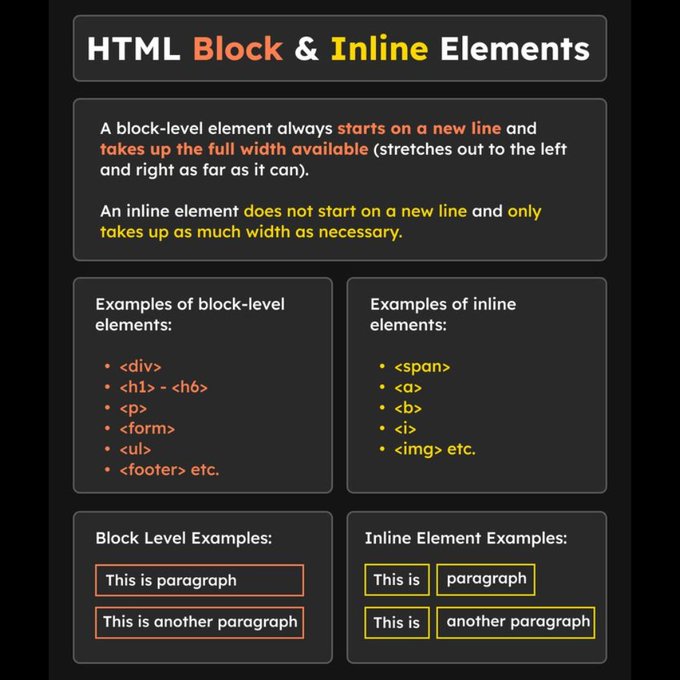 HTML Block & Inline Elements
A block-level element always starts on a new line and
takes up the full width available (stretches out to the left
and right as far as it can).
An inline element does not start on a new line and only
takes up as much width as necessary.
Examples of block-level
elements:
• <div>
• <h1> - <h6>
• <p>
• <form>
• <ul>
• <footer> etc.
Examples of inline
elements:
• <span>
• <a>
• <b>
• <i>
• <img> etc.
Block Level Examples:
This is paragraph
This is another paragraph
Inline Element Examples:
This is paragraph
This is another paragraph